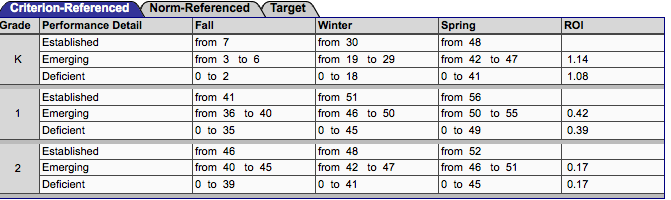 Criterion-Referenced Norm-Referenced Target
Grade Performance Detail Fall Winter Spring ROI
Established from 7 from 30 from 48
K Emerging from 3 to 6 from 19 to 29 from 42 to 47 1.14
Deficient 0 to 2 0 to 18 0 to 41 1.08
Established from 41 from 51 from 56
1 Emerging from 36 to 40 from 46 to 50 from 50 to 55 0.42
Deficient 0 to 35 0 to 45 0 to 49 0.39
Established from 46 from 48 from 52
2 Emerging from 40 to 45 from 42 to 47 from 46 to 51 0.17
Deficient 0 to 39 0 to 41 0 to 45 0.17